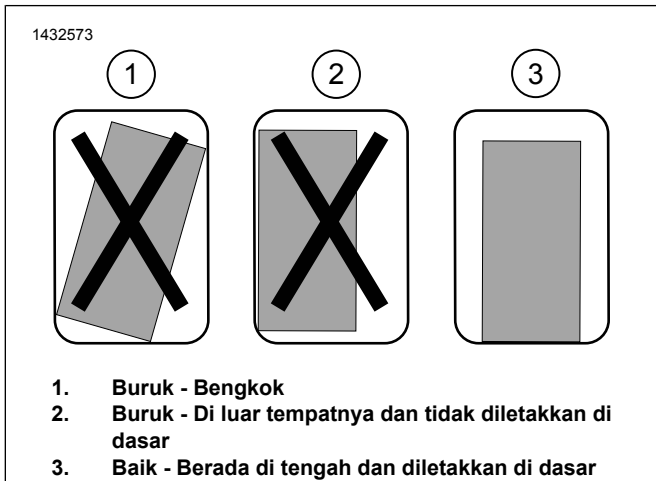 1432573
1 2 3
1. Buruk - Bengkok
2. Buruk - Di luar tempatnya dan tidak diletakkan di
dasar
3. Baik - Berada di tengah dan diletakkan di dasar